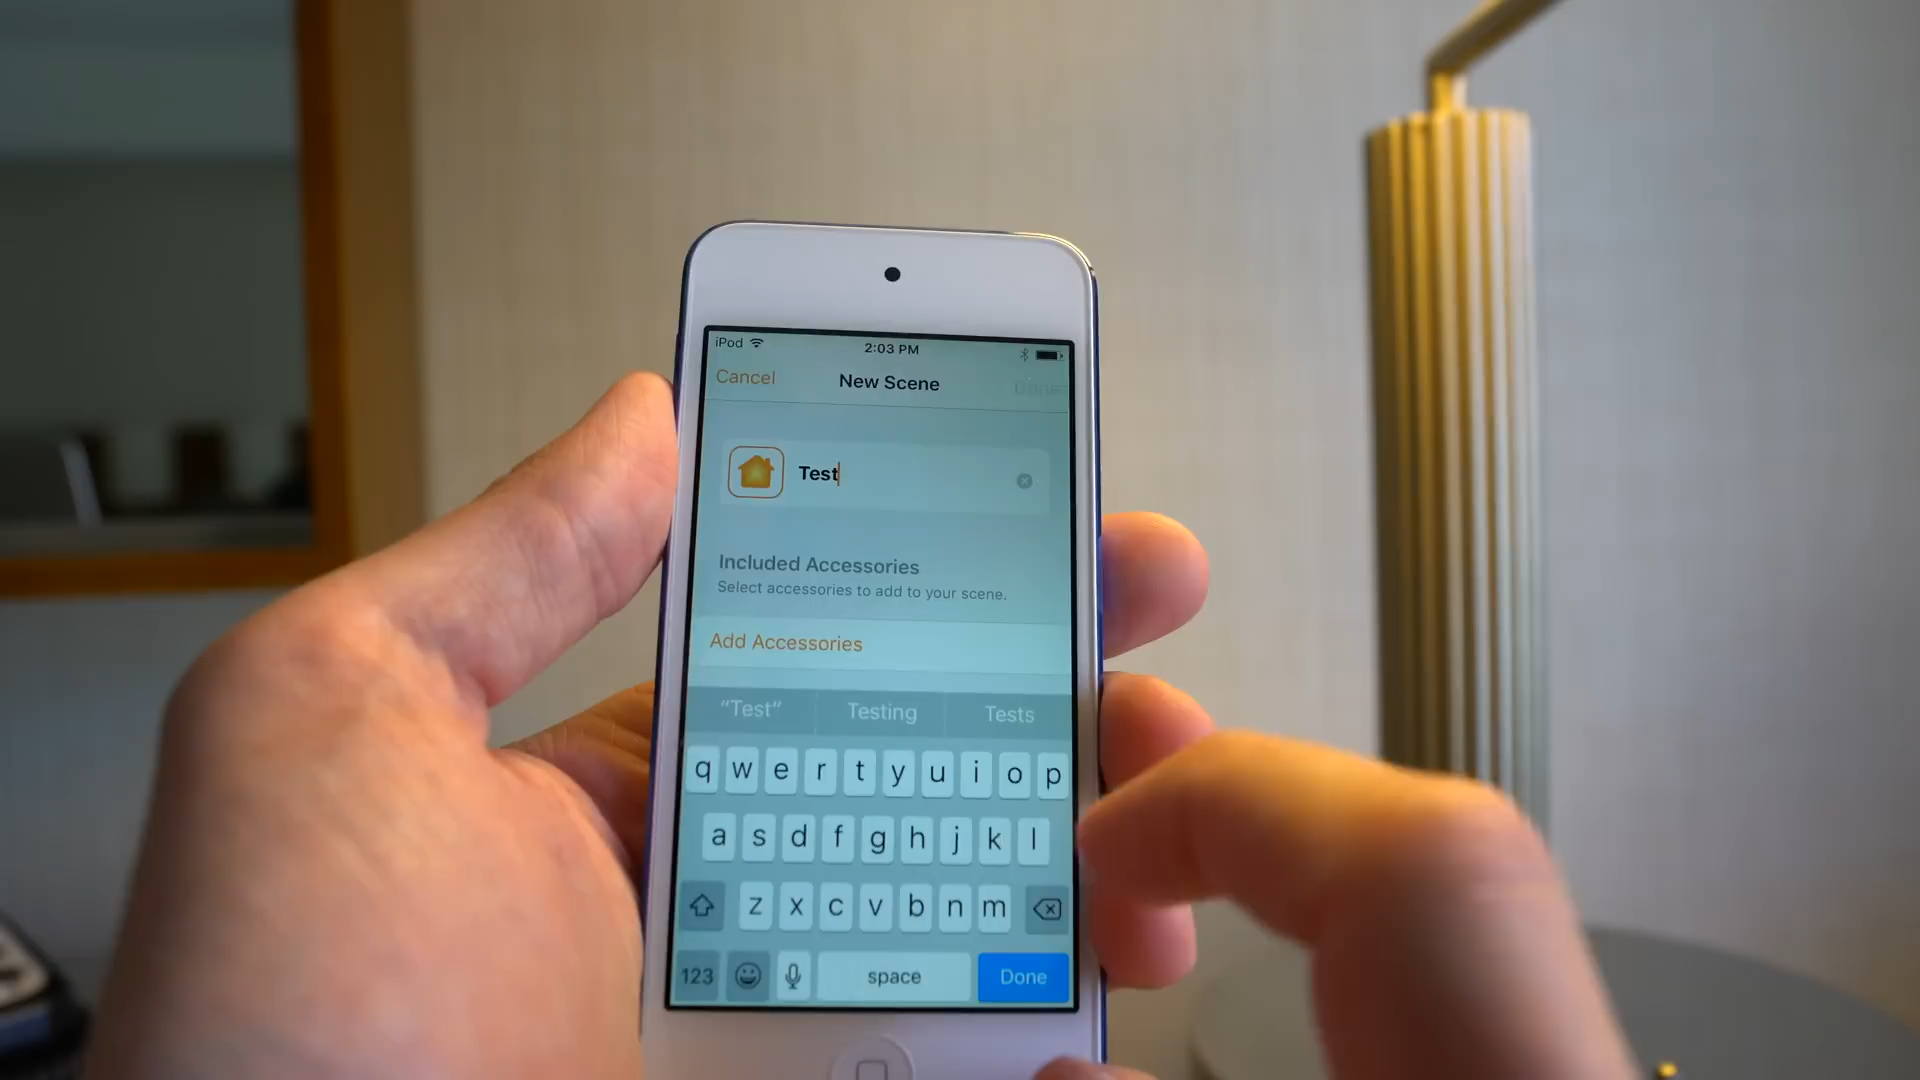 iPod 2:03 PM
Cancel New Scene Done
Test
Included Accessories
Select accessories to add to your scene.
Add Accessories
“Test” Testing Tests
q w e r t y u i o p
a s d f g h j k l
z x c v b n m
123 space Done